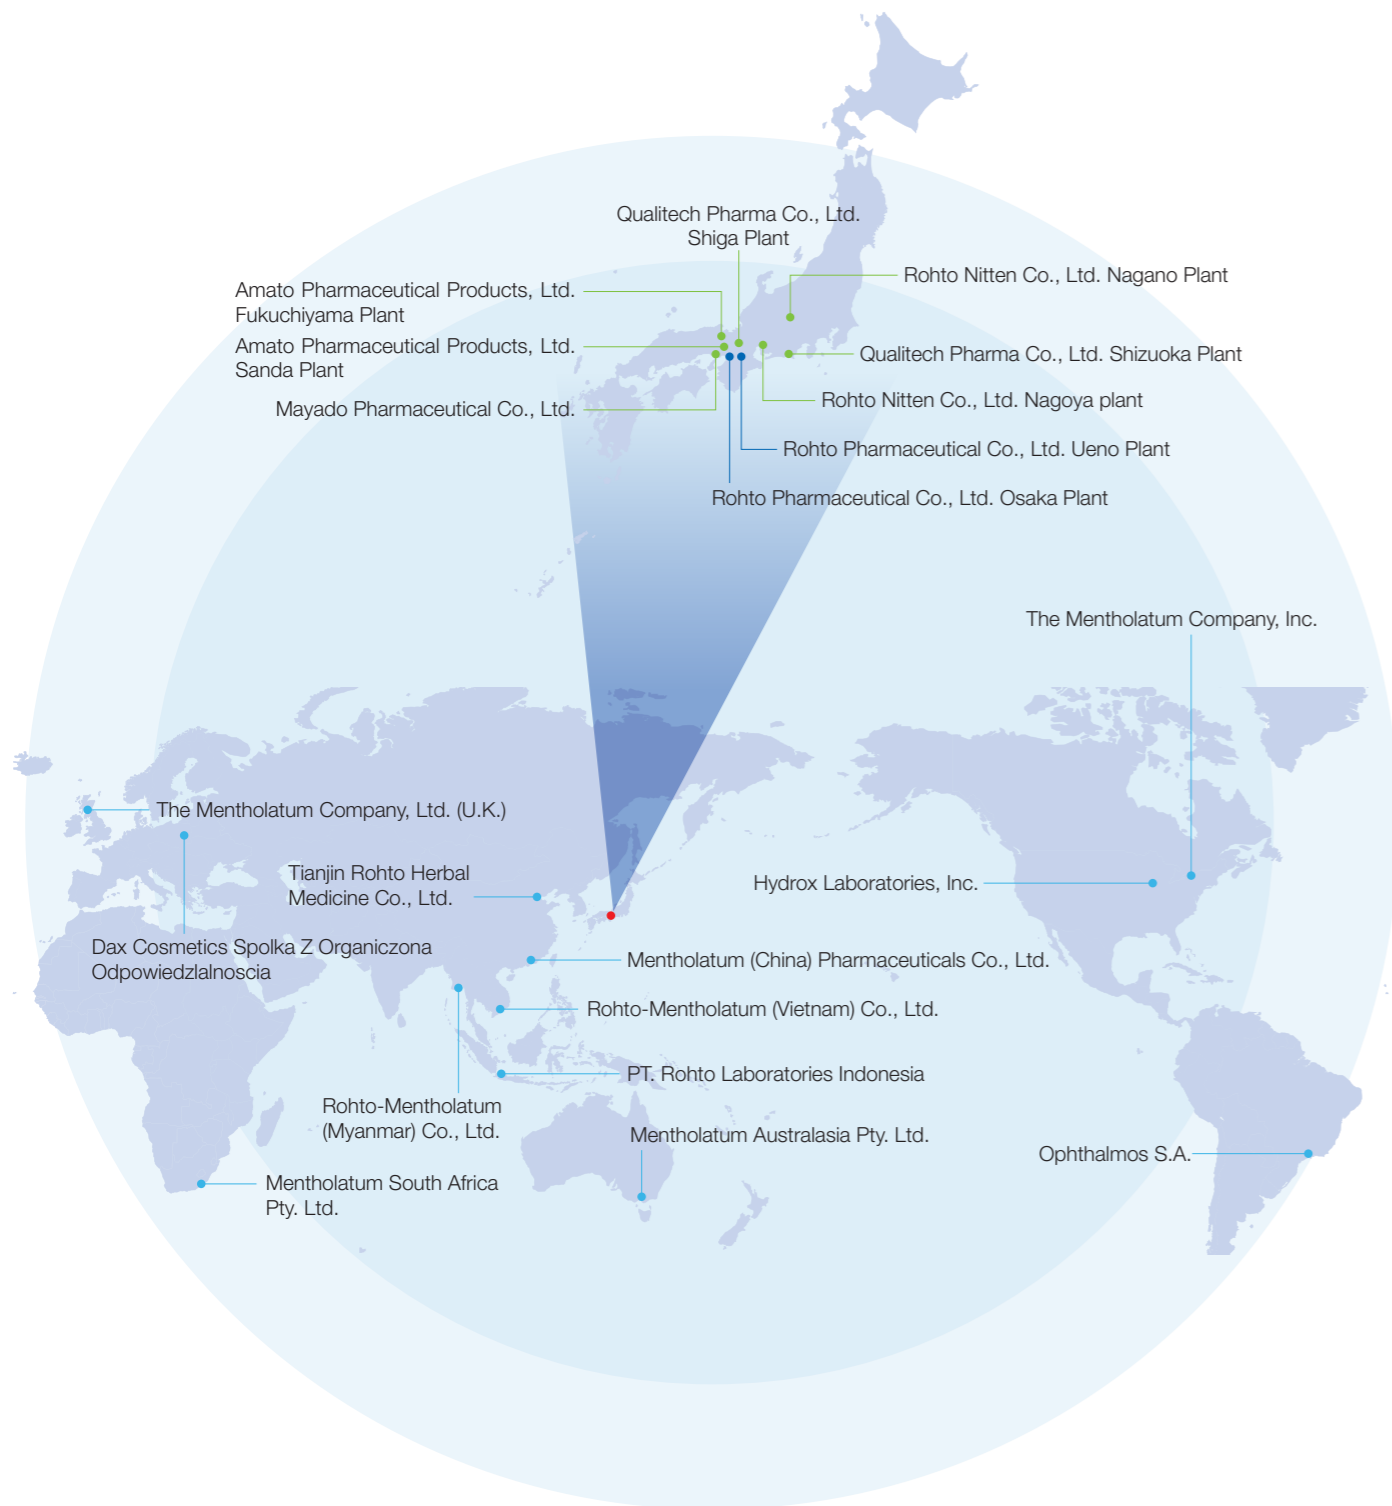 Qualitech Pharma Co., Ltd.
Shiga Plant
Rohto Nitten Co., Ltd. Nagano Plant
Amato Pharmaceutical Products, Ltd.
Fukuchiyama Plant
Amato Pharmaceutical Products, Ltd.
Sanda Plant
Qualitech Pharma Co., Ltd. Shizuoka Plant
Mayado Pharmaceutical Co., Ltd.
Rohto Nitten Co., Ltd. Nagoya plant
Rohto Pharmaceutical Co., Ltd. Ueno Plant
Rohto Pharmaceutical Co., Ltd. Osaka Plant
The Mentholatum Company, Inc.
The Mentholatum Company, Ltd. (U.K.)
Tianjin Rohto Herbal
Medicine Co., Ltd.
Hydrox Laboratories, Inc.
Dax Cosmetics Spolka Z Organiczona
Odpowiedzlalnoscia
Mentholatum (China) Pharmaceuticals Co., Ltd.
Rohto-Mentholatum (Vietnam) Co., Ltd.
PT. Rohto Laboratories Indonesia
Rohto-Mentholatum
(Myanmar) Co., Ltd.
Mentholatum Australasia Pty. Ltd.
Ophthalmos S.A.
Mentholatum South Africa
Pty. Ltd.